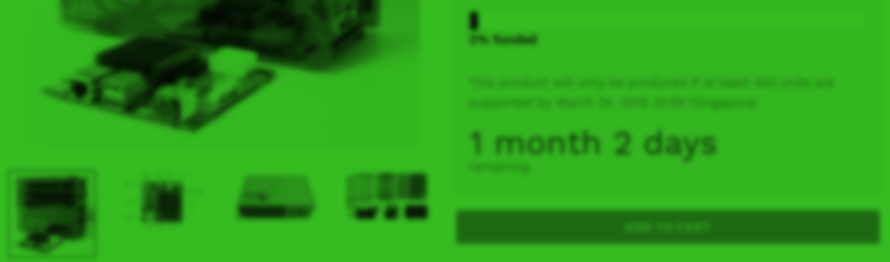 2% funded
This product will only be produced if at least 300 units are
supported by March 24, 2019 23:59 (Singapore)
1 month 2 days
remaining
ADD TO CART